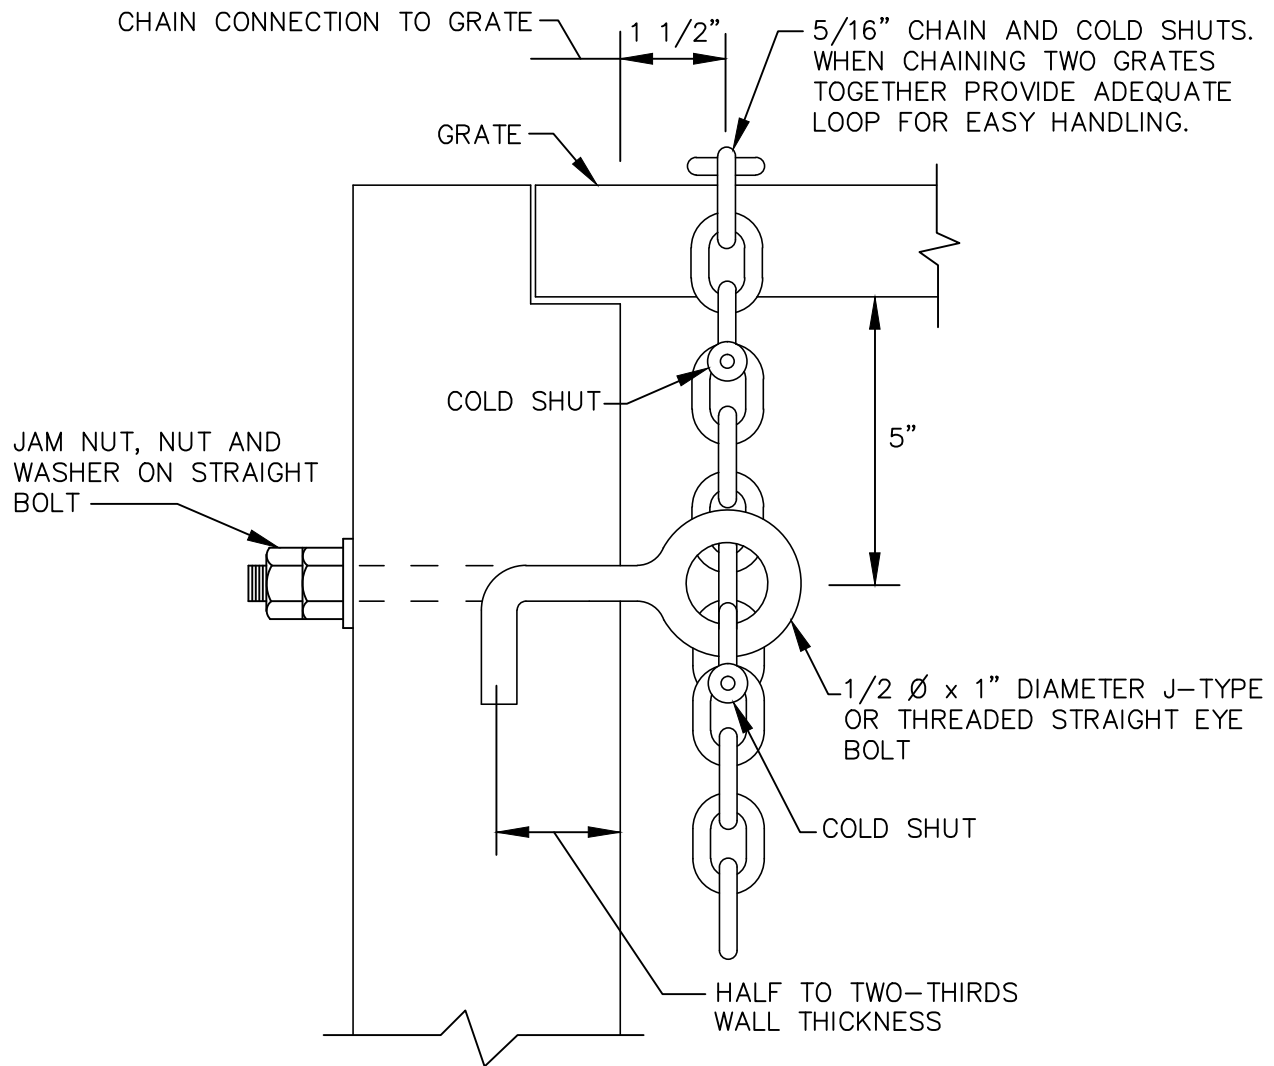 CHAIN CONNECTION TO GRATE
1 1/2”
5/16” CHAIN AND COLD SHUTS.
WHEN CHAINING TWO GRATES
TOGETHER PROVIDE ADEQUATE
LOOP FOR EASY HANDLING.
GRATE
COLD SHUT
5”
JAM NUT, NUT AND
WASHER ON STRAIGHT
BOLT
1/2 Ø x 1” DIAMETER J-TYPE
OR THREADED STRAIGHT EYE
BOLT
COLD SHUT
HALF TO TWO-THIRDS
WALL THICKNESS